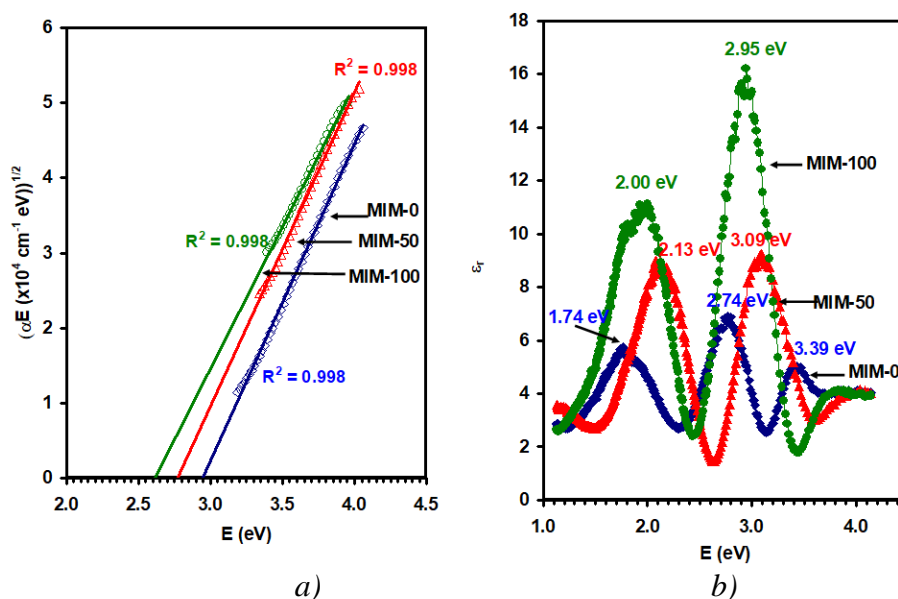 a)
(αE (x10⁴ cm⁻¹ eV))^1/2
6
5
4
3
2
1
0
R² = 0.998
R² = 0.998
R² = 0.998
MIM-0
MIM-50
MIM-100
2.0 2.5 3.0 3.5 4.0 4.5
E (eV)
b)
εr
18
16
14
12
10
8
6
4
2
0
2.95 eV
MIM-100
2.00 eV
2.13 eV
3.09 eV
MIM-50
1.74 eV
2.74 eV
3.39 eV
MIM-0
1.0 2.0 3.0 4.0
E (eV)